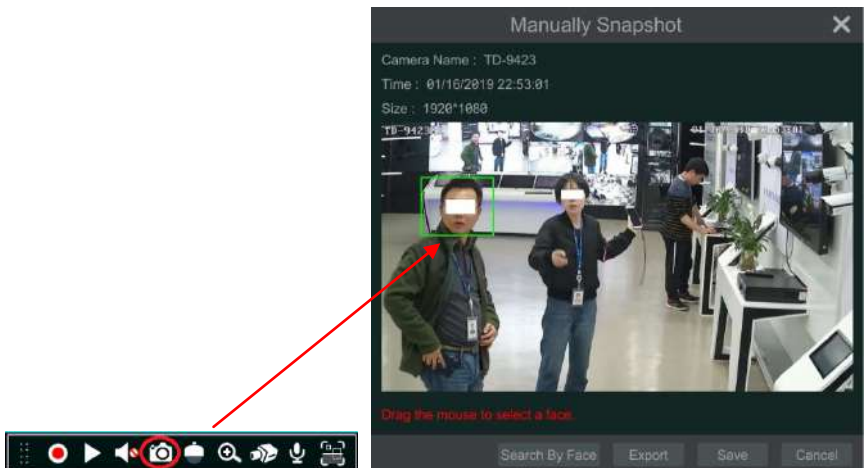 Manually Snapshot
Camera Name : TD-9423
Time : 01/16/2019 22:53:01
Size : 1920*1080
TD-9423
Drag the mouse to select a face.
Search By Face Export Save Cancel